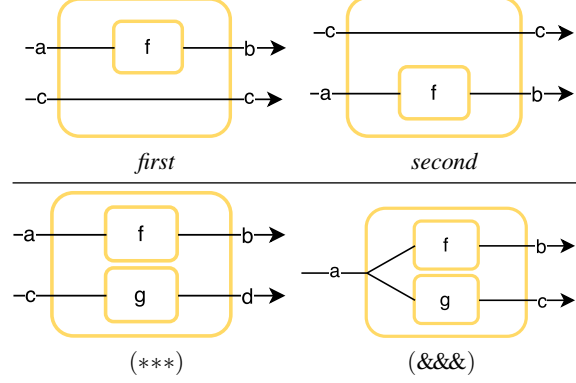 a f b
c c
first
c c
a f b
second
a f b
c g d
(***)
a f b
g c
(&&&)